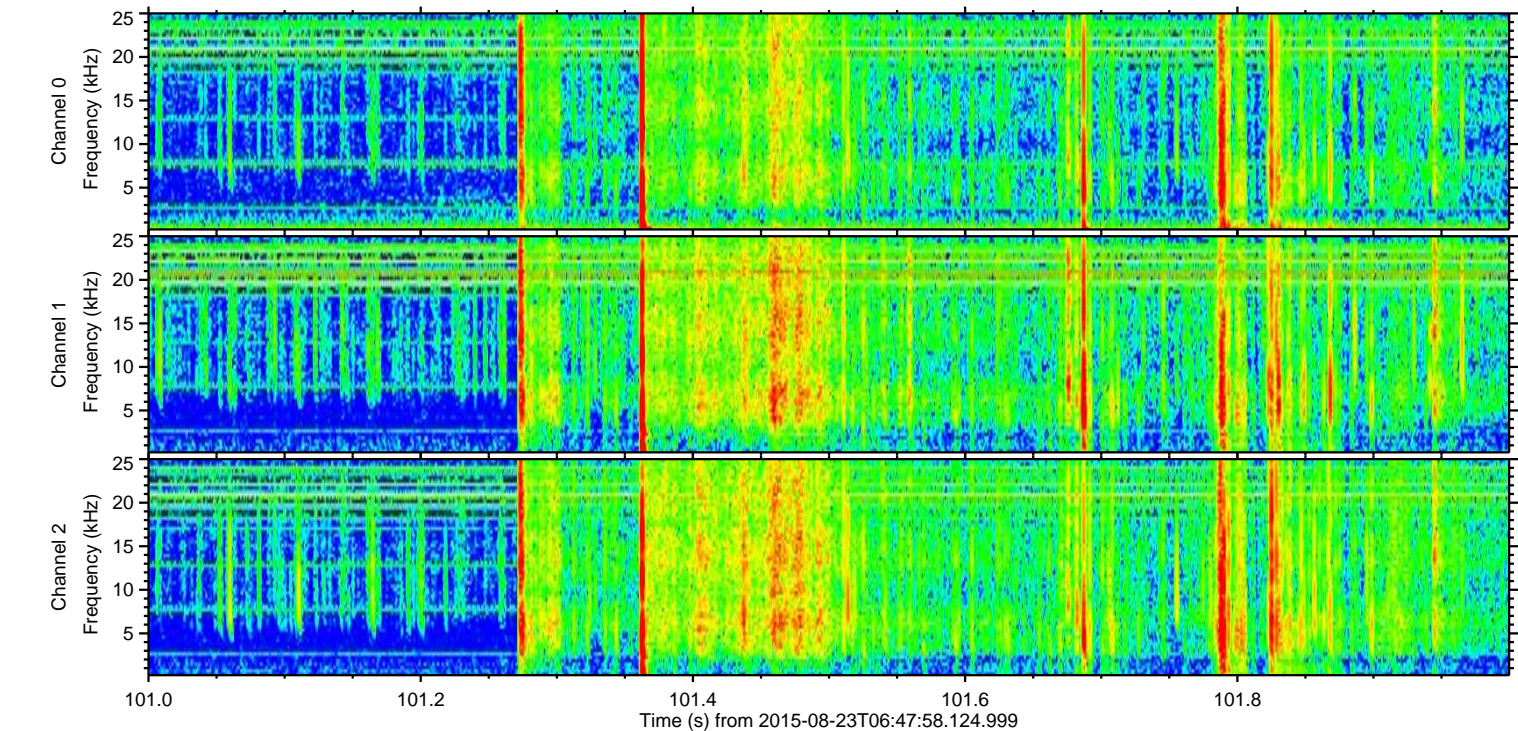 25
20
15
10
5
Channel 0
Frequency (kHz)
25
20
15
10
5
Channel 1
Frequency (kHz)
25
20
15
10
5
Channel 2
Frequency (kHz)
101.0 101.2 101.4 101.6 101.8
Time (s) from 2015-08-23T06:47:58.124.999